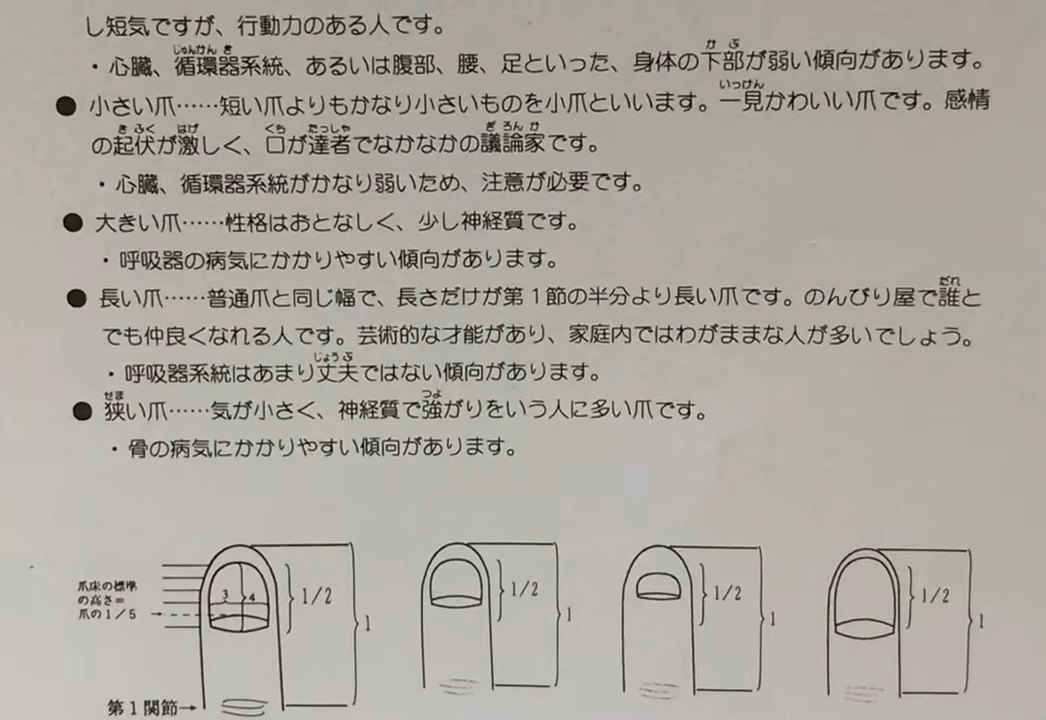 し短気ですが、行動力のある人です。
・心臓、循環器系統、あるいは腹部、腰、足といった、身体の下部が弱い傾向があります。
● 小さい爪……短い爪よりもかなり小さいものを小爪といいます。一見かわいい爪です。感情
の起伏が激しく、口が達者でなかなかの議論家です。
・心臓、循環器系統がかなり弱いため、注意が必要です。
● 大きい爪……性格はおとなしく、少し神経質です。
・呼吸器の病気にかかりやすい傾向があります。
● 長い爪……普通爪と同じ幅で、長さだけが第1節の半分より長い爪です。のんびり屋で誰と
でも仲良くなれる人です。芸術的な才能があり、家庭内ではわがままな人が多いでしょう。
・呼吸器系統はあまり丈夫ではない傾向があります。
● 狭い爪……気が小さく、神経質で強がりをいう人に多い爪です。
・骨の病気にかかりやすい傾向があります。
爪床の標準
の高さ=
爪の1/5
3 4
1/2
1
1/2
1
1/2
1
1/2
1
第1関節→